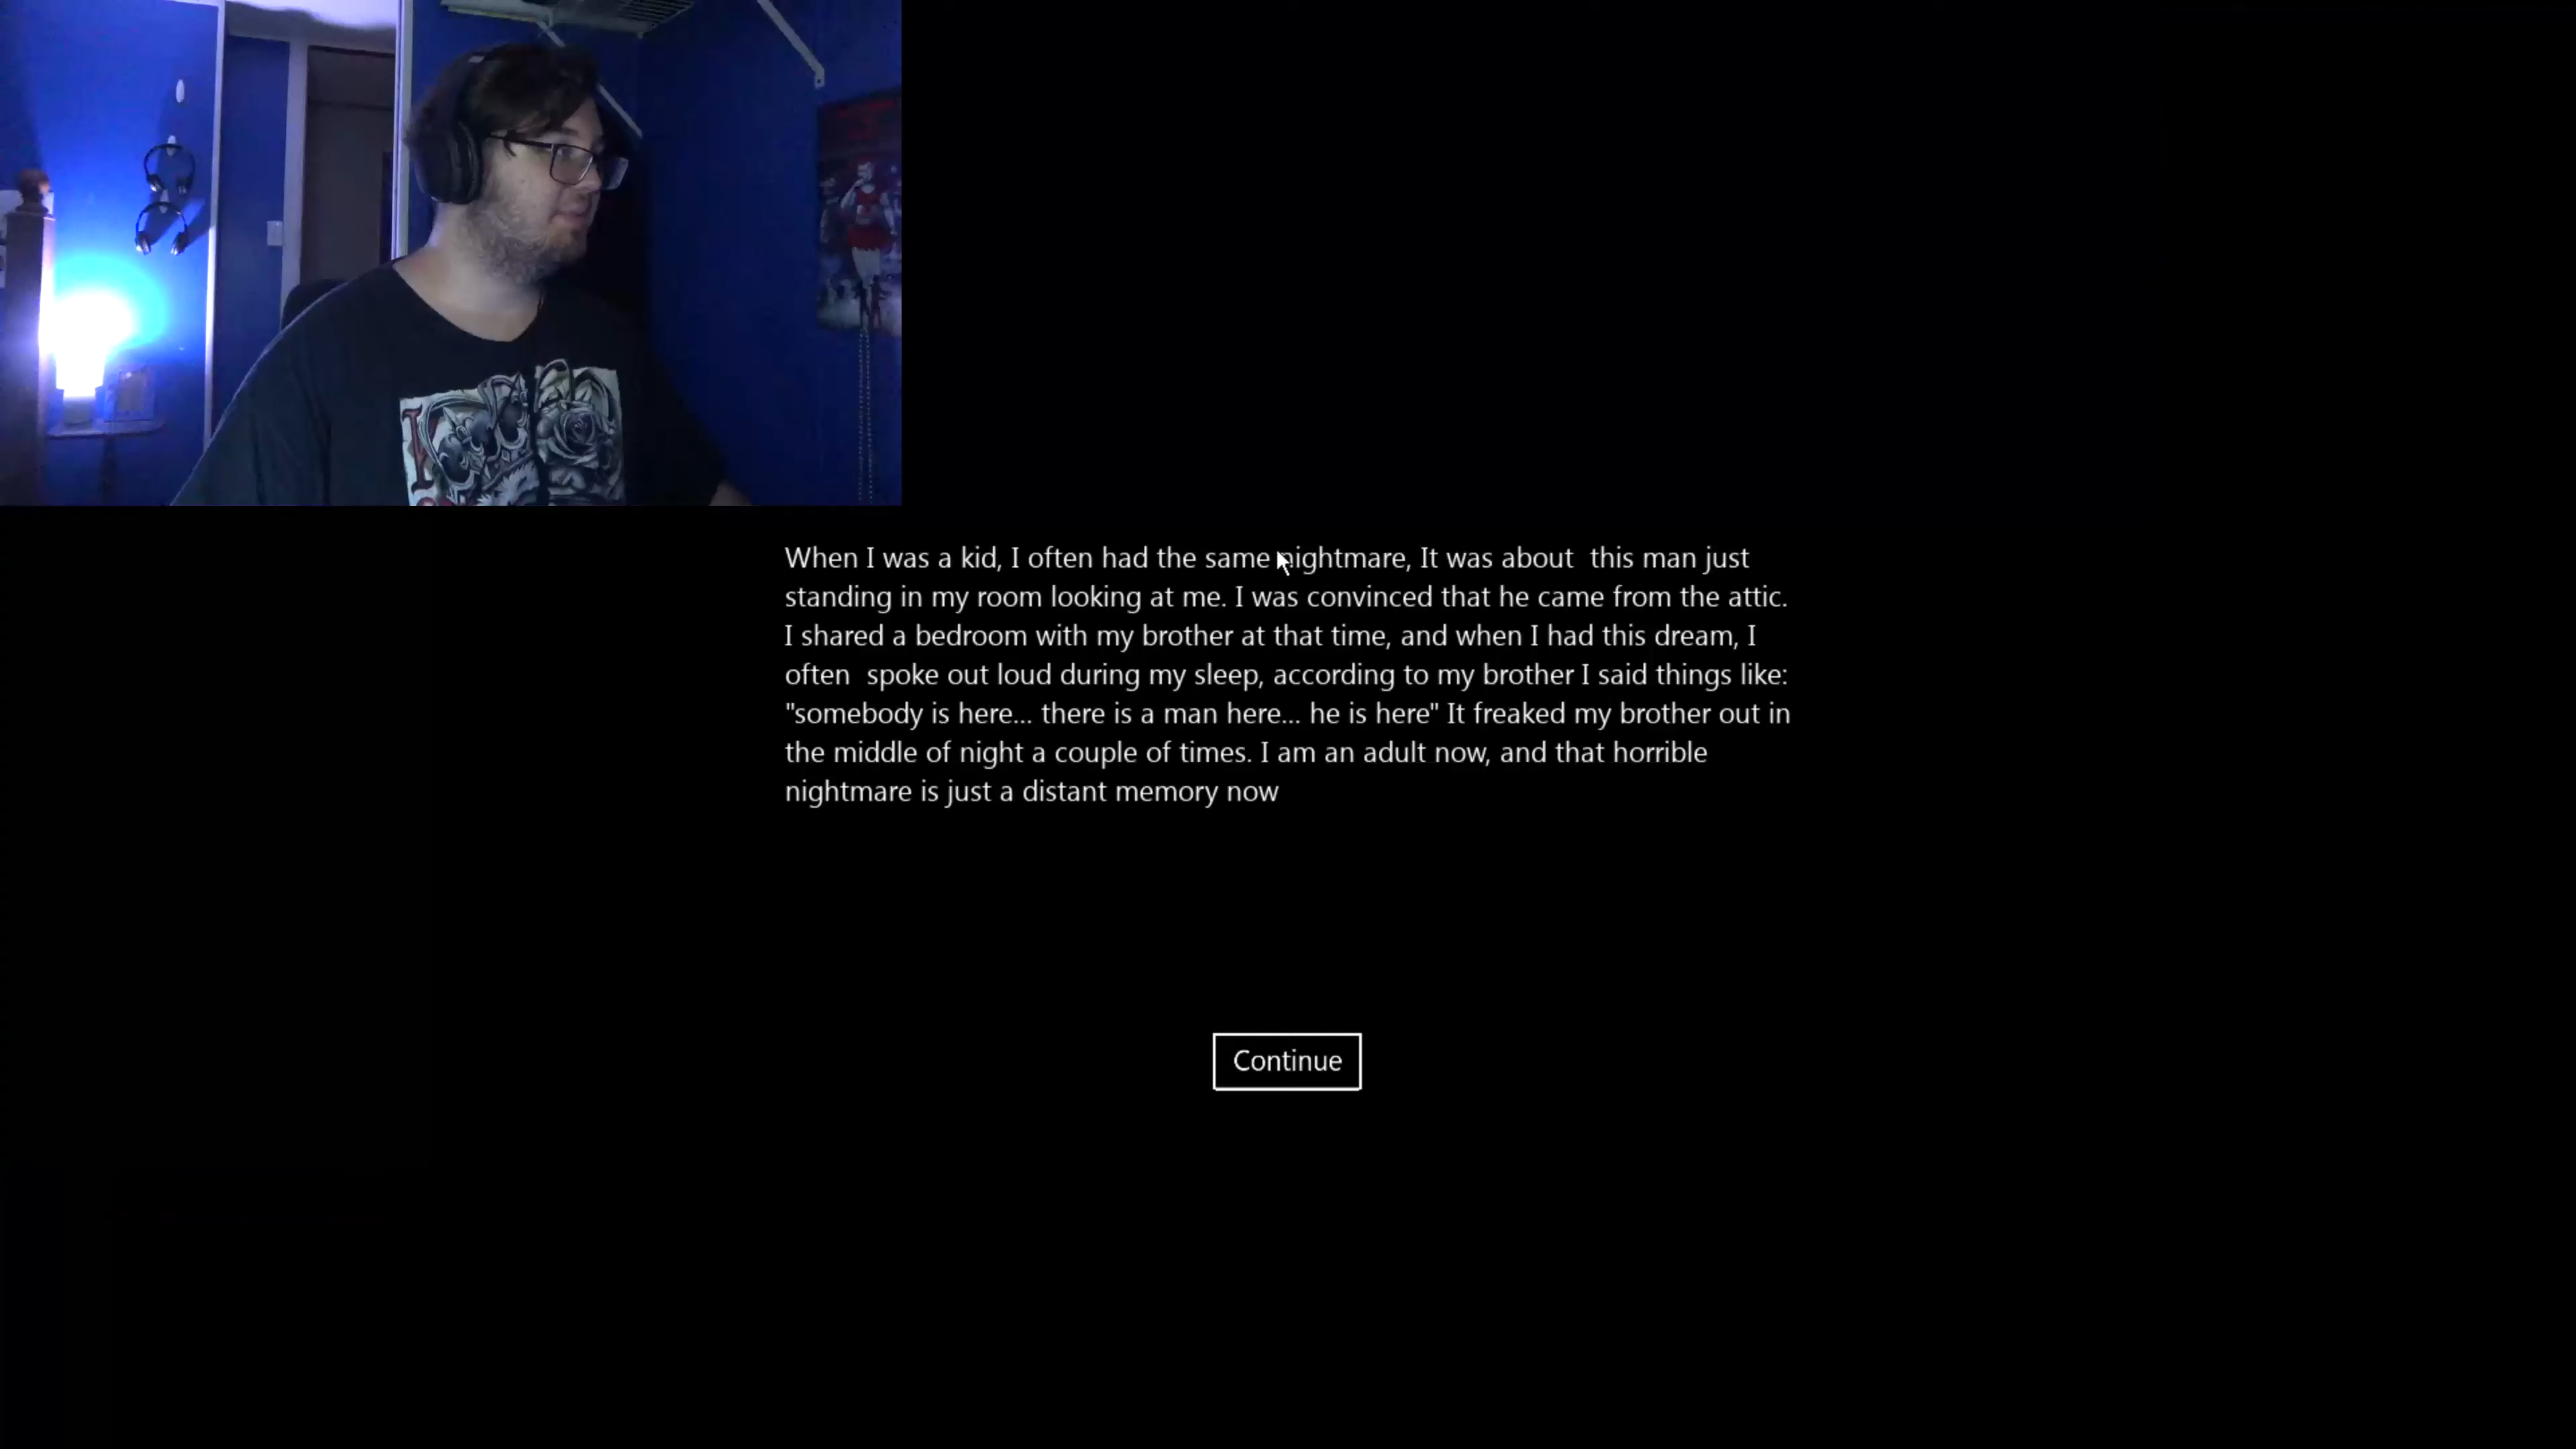 When I was a kid, I often had the same nightmare, It was about  this man just
standing in my room looking at me. I was convinced that he came from the attic.
I shared a bedroom with my brother at that time, and when I had this dream, I
often  spoke out loud during my sleep, according to my brother I said things like:
"somebody is here... there is a man here... he is here" It freaked my brother out in
the middle of night a couple of times. I am an adult now, and that horrible
nightmare is just a distant memory now
Continue